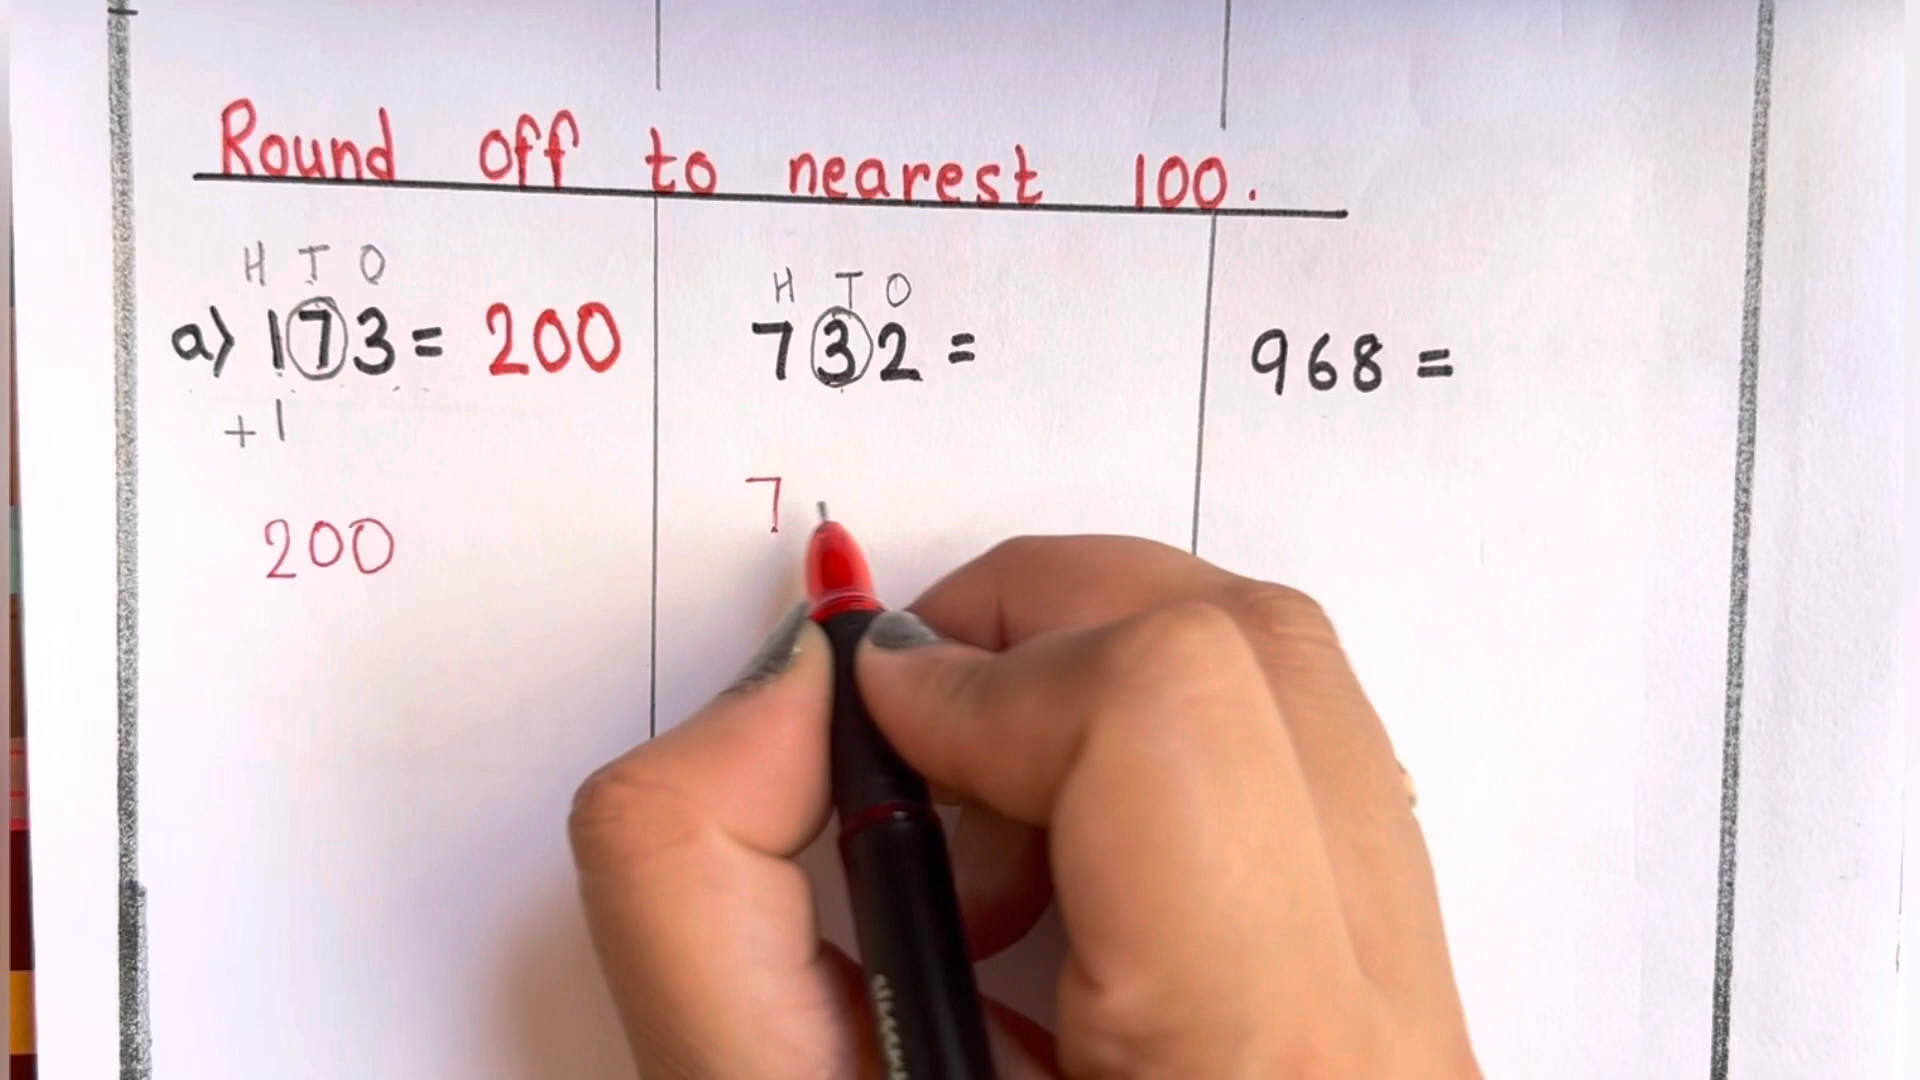 Round off to nearest 100.
H T O
a) 173 = 200
+1
200
H T O
732 =
7
968 =